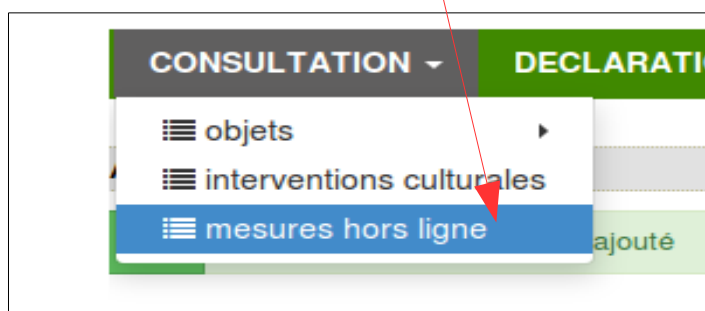 CONSULTATION DECLARATI
objets
interventions culturales
mesures hors ligne
ajouté